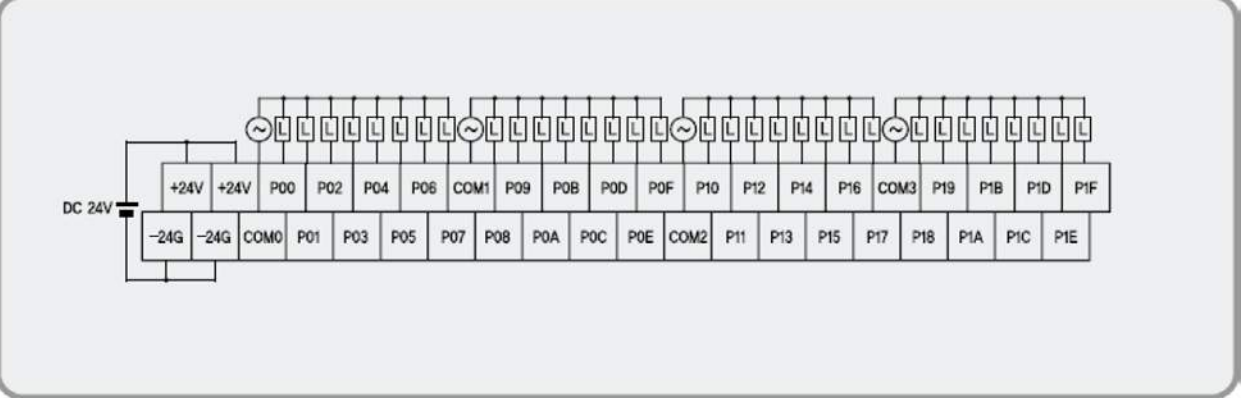 L L L L L L L L L L L L L L L L L L L L L L L L L L L L L L L L
+24V +24V P00 P02 P04 P06 COM1 P09 P0B P0D P0F P10 P12 P14 P16 COM3 P19 P1B P1D P1F
DC 24V
−24G −24G COM0 P01 P03 P05 P07 P08 P0A P0C P0E COM2 P11 P13 P15 P17 P18 P1A P1C P1E